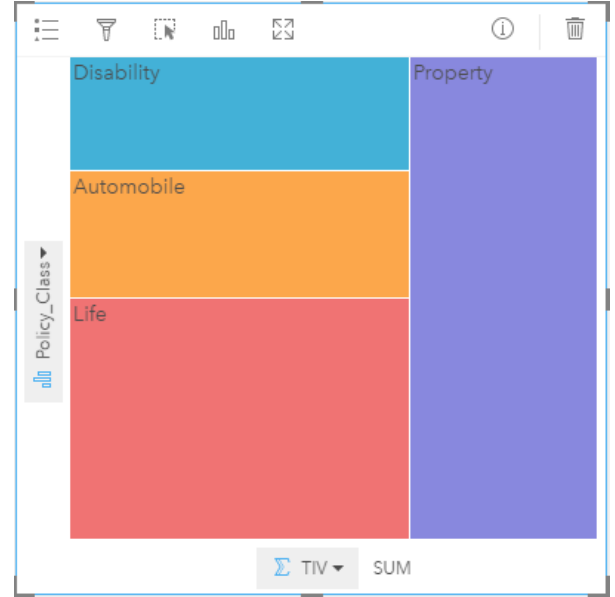 Disability
Property
Automobile
Policy_Class
Life
TIV SUM